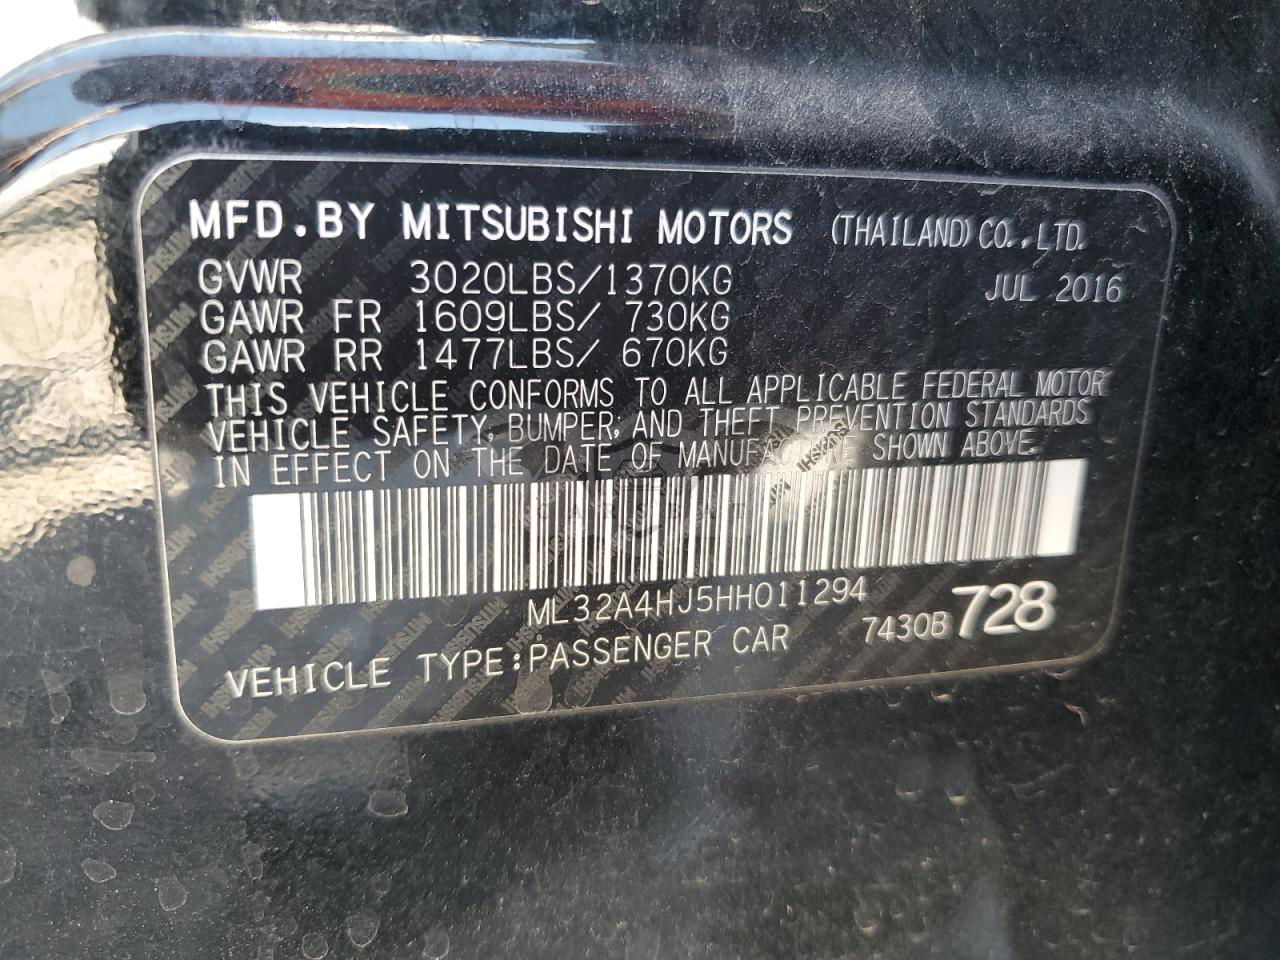 MFD.BY MITSUBISHI MOTORS (THAILAND) CO.,LTD.
GVWR 3020LBS/1370KG JUL 2016
GAWR FR 1609LBS/ 730KG
GAWR RR 1477LBS/ 670KG
THIS VEHICLE CONFORMS TO ALL APPLICABLE FEDERAL MOTOR
VEHICLE SAFETY, BUMPER, AND THEFT PREVENTION STANDARDS
IN EFFECT ON THE DATE OF MANUFACTURE SHOWN ABOVE.
ML32A4HJ5HH011294
VEHICLE TYPE:PASSENGER CAR 7430B 728